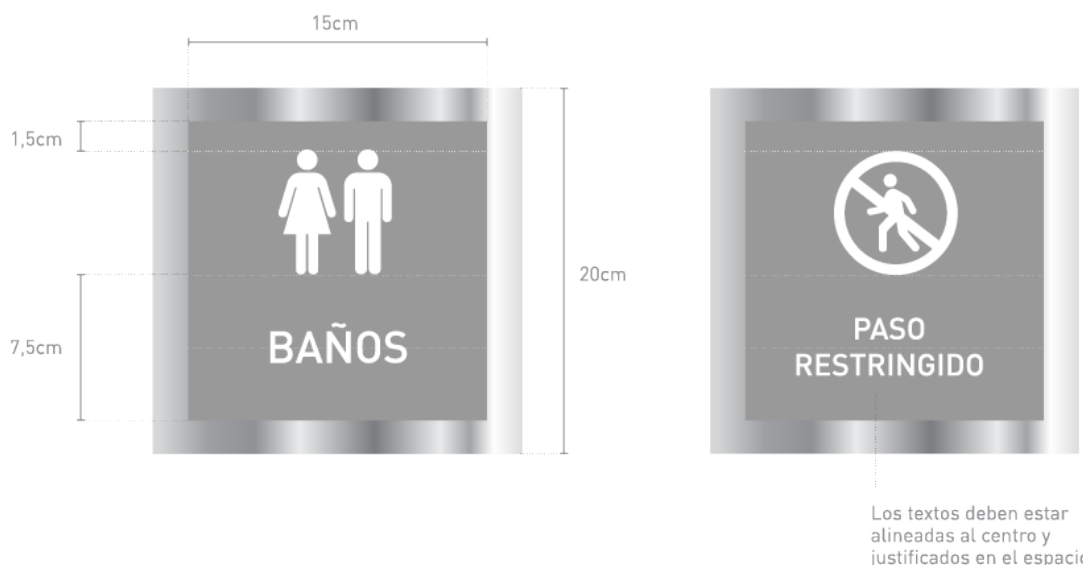 15cm
1,5cm
20cm
7,5cm
BAÑOS
PASO
RESTRINGIDO
Los textos deben estar
alineadas al centro y
justificados en el espacio